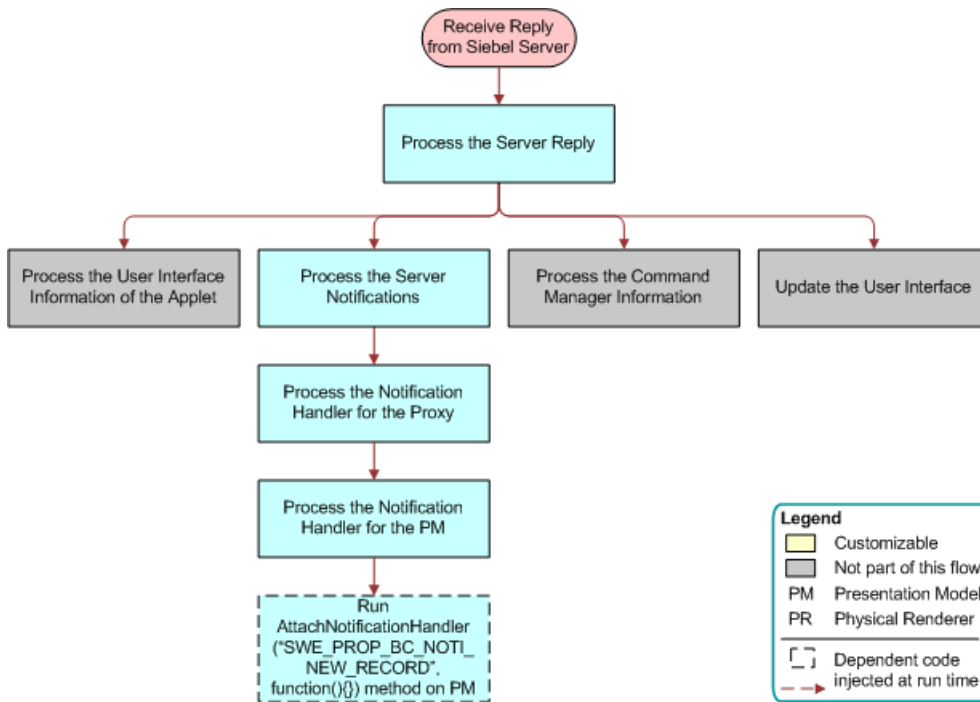 Receive Reply
from Siebel Server
Process the Server Reply
Process the User Interface
Information of the Applet
Process the Server
Notifications
Process the Command
Manager Information
Update the User Interface
Process the Notification
Handler for the Proxy
Process the Notification
Handler for the PM
Run
AttachNotificationHandler
("SWE_PROP_BC_NOTI_
NEW_RECORD",
function(){}) method on PM
Legend
Customizable
Not part of this flow
PM Presentation Model
PR Physical Renderer
Dependent code
injected at run time